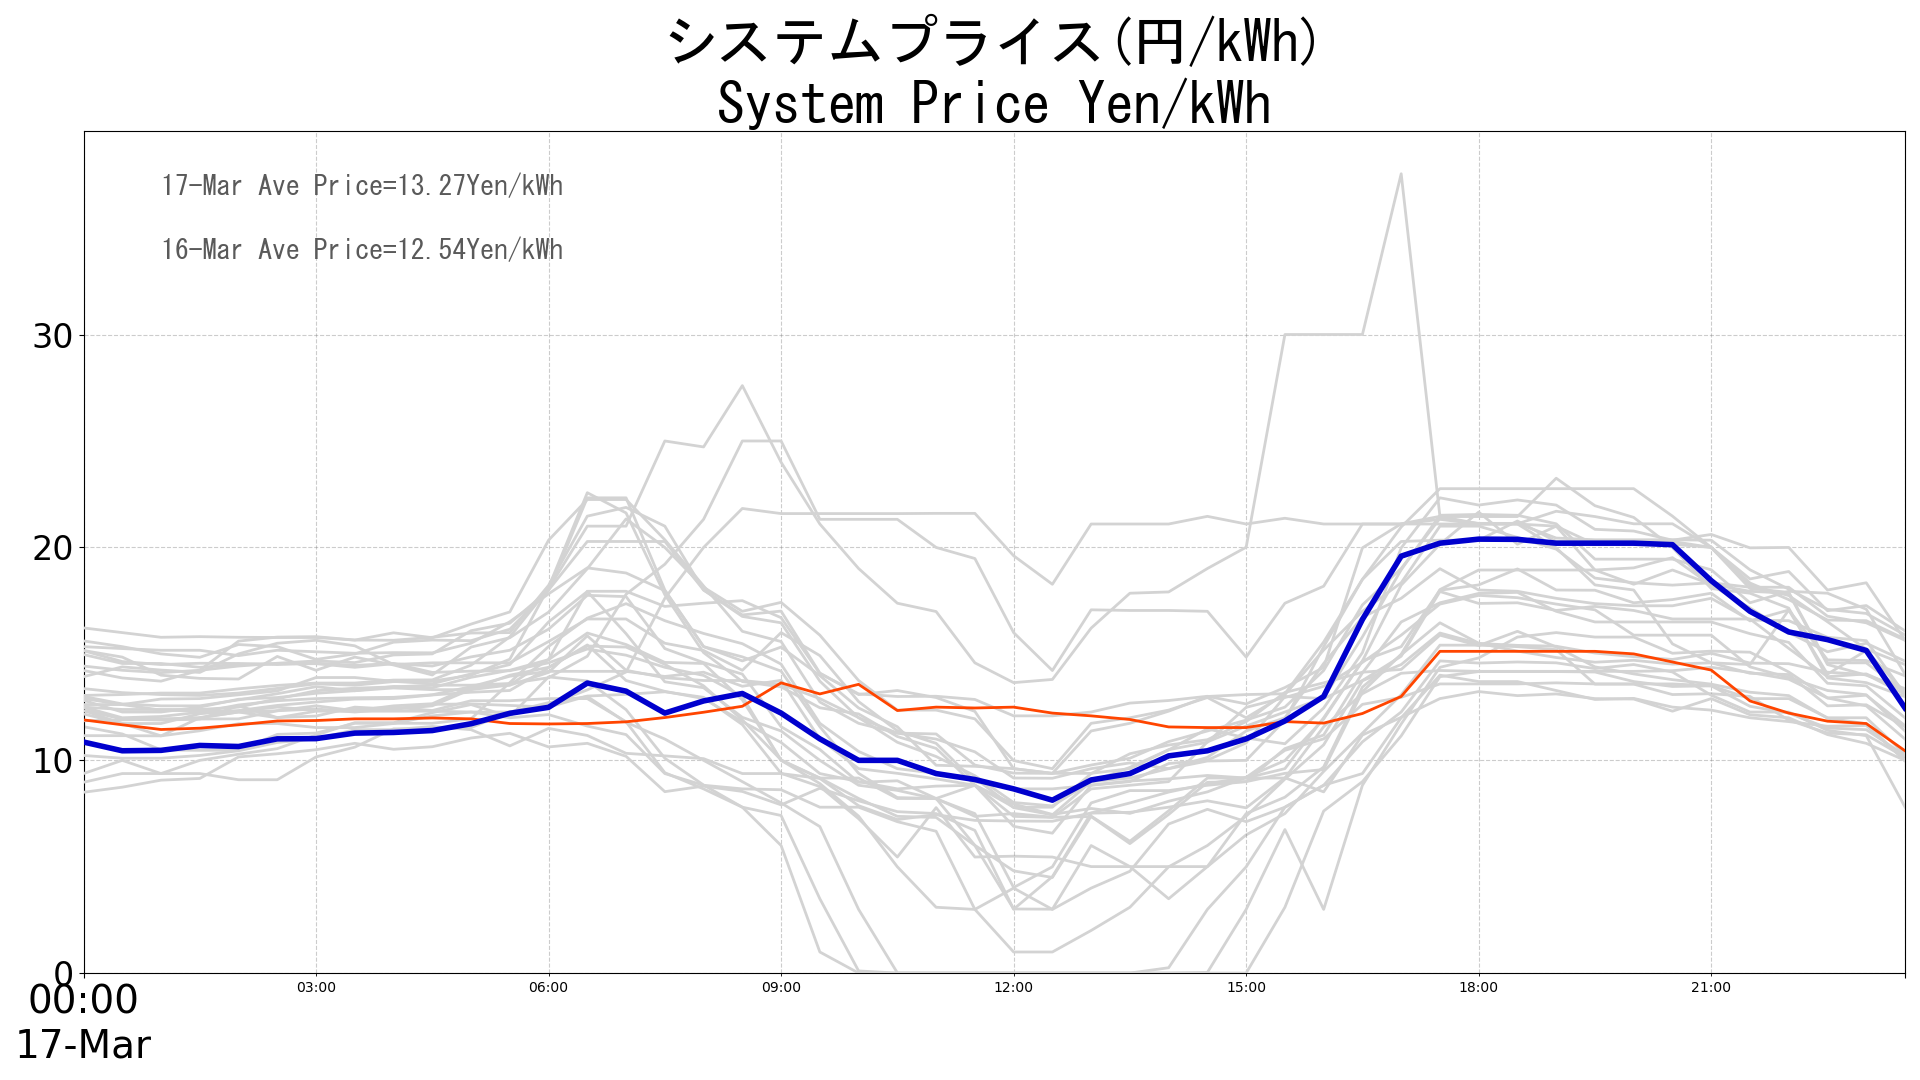 システムプライス(円/kWh)
System Price Yen/kWh
17-Mar Ave Price=13.27Yen/kWh
16-Mar Ave Price=12.54Yen/kWh
30
20
10
0
00:00 03:00 06:00 09:00 12:00 15:00 18:00 21:00
17-Mar